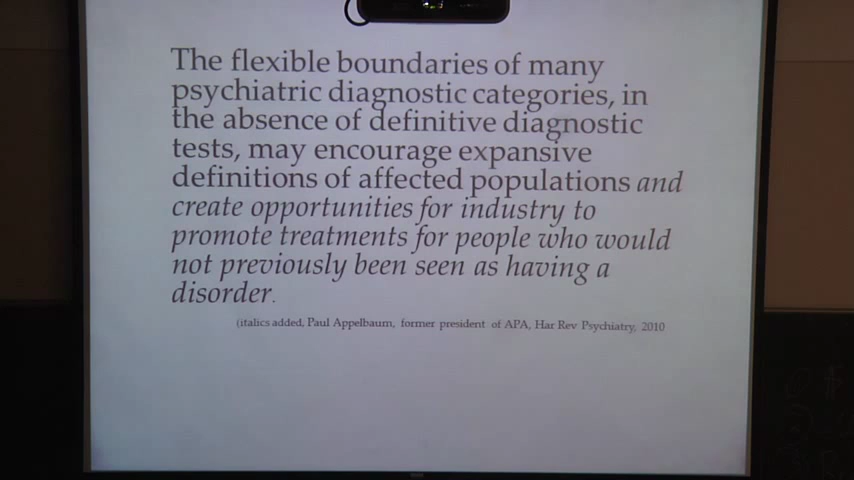 The flexible boundaries of many
psychiatric diagnostic categories, in
the absence of definitive diagnostic
tests, may encourage expansive
definitions of affected populations and
create opportunities for industry to
promote treatments for people who would
not previously been seen as having a
disorder.
(italics added, Paul Appelbaum, former president of APA, Har Rev Psychiatry, 2010